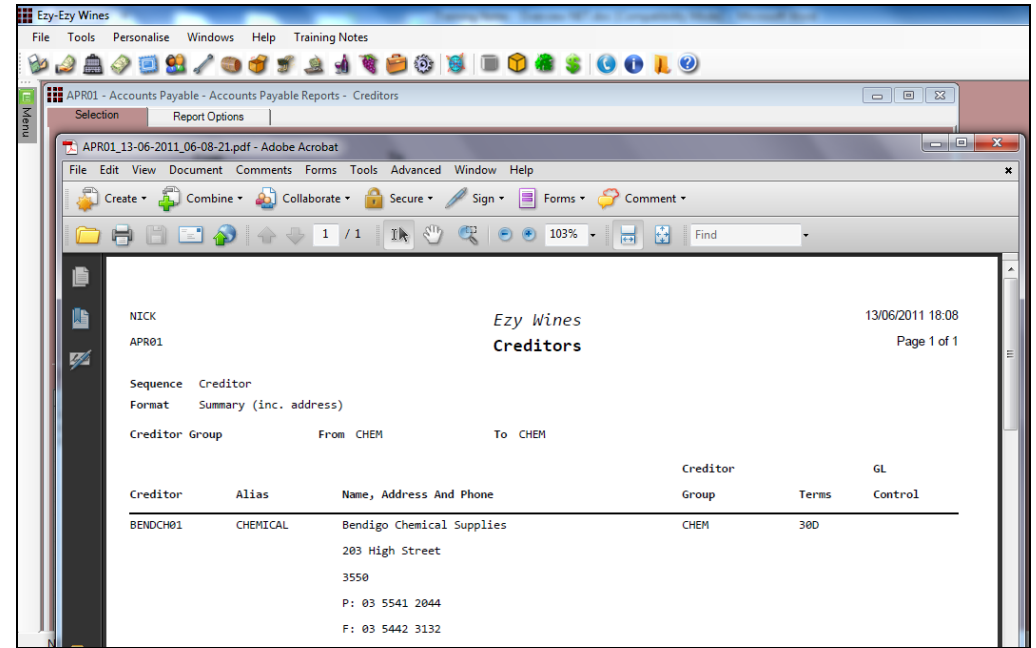 Ezy-Ezy Wines
File Tools Personalise Windows Help Training Notes
Menu
APR01 - Accounts Payable - Accounts Payable Reports - Creditors
Selection Report Options
APR01_13-06-2011_06-08-21.pdf - Adobe Acrobat
File Edit View Document Comments Forms Tools Advanced Window Help
Create Combine Collaborate Secure Sign Forms Comment
1 / 1 103% Find
NICK Ezy Wines 13/06/2011 18:08
APR01 Creditors Page 1 of 1
Sequence Creditor
Format Summary (inc. address)
Creditor Group From CHEM To CHEM
Creditor GL
Creditor Alias Name, Address And Phone Group Terms Control
BENDCH01 CHEMICAL Bendigo Chemical Supplies CHEM 30D
203 High Street
3550
P: 03 5541 2044
F: 03 5442 3132